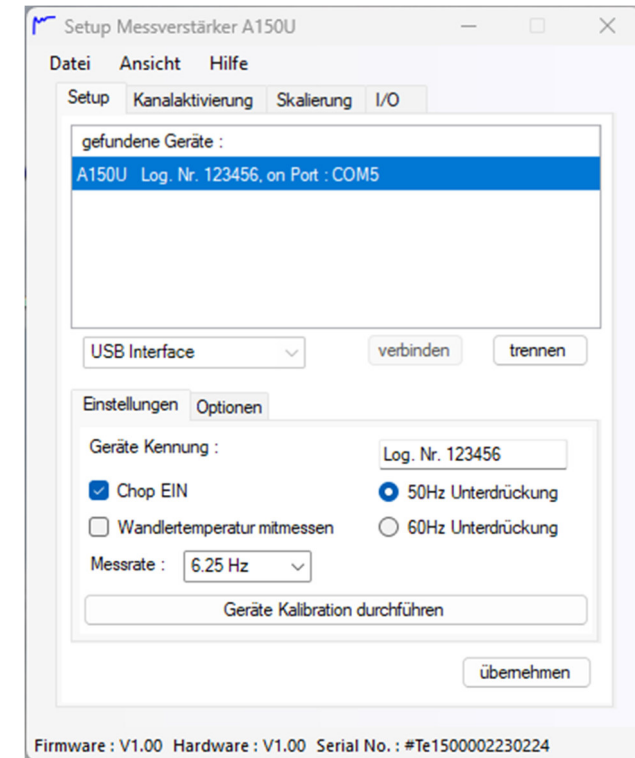 Setup Messverstärker A150U
Datei Ansicht Hilfe
Setup Kanalaktivierung Skalierung I/O
gefundene Geräte :
A150U Log. Nr. 123456, on Port : COM5
USB Interface verbinden trennen
Einstellungen Optionen
Geräte Kennung : Log. Nr. 123456
Chop EIN 50Hz Unterdrückung
Wandlertemperatur mitmessen 60Hz Unterdrückung
Messrate : 6.25 Hz
Geräte Kalibration durchführen
übernehmen
Firmware : V1.00 Hardware : V1.00 Serial No. : #Te1500002230224